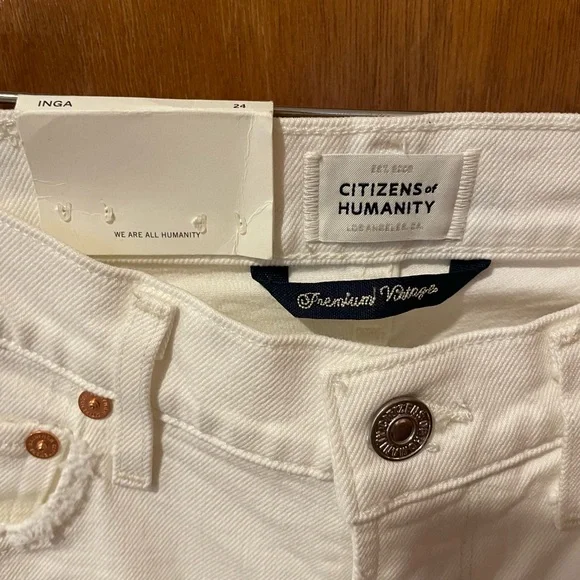 INGA 24
WE ARE ALL HUMANITY
EST. 2003
CITIZENS of
HUMANITY
LOS ANGELES, CA.
Premium Vintage